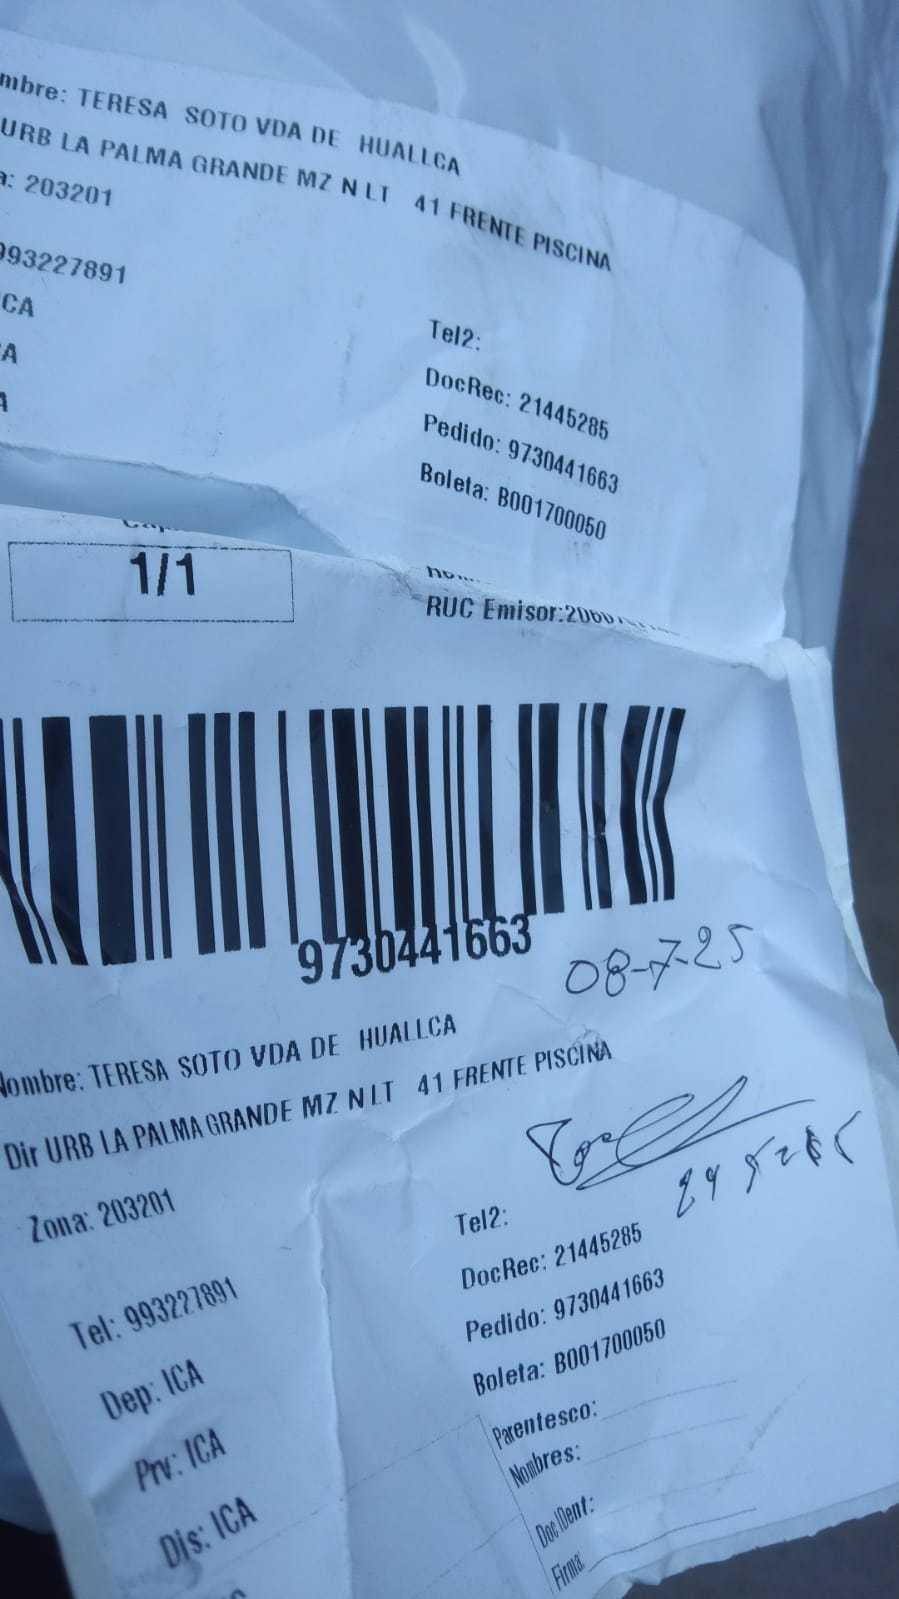 mbre: TERESA SOTO VDA DE HUALLCA
URB LA PALMA GRANDE MZ N LT 41 FRENTE PISCINA
a: 203201
993227891
CA
A
A
Tel2:
DocRec: 21445285
Pedido: 9730441663
Boleta: B001700050
1/1
RUC Emisor:2060
9730441663
08-7-25
Nombre: TERESA SOTO VDA DE HUALLCA
Dir URB LA PALMA GRANDE MZ N LT 41 FRENTE PISCINA
Zona: 203201
Tel: 993227891
Dep: ICA
Prv: ICA
Dis: ICA
Tel2:
DocRec: 21445285
Pedido: 9730441663
Boleta: B001700050
Parentesco:
Nombres:
DocIDent:
Firma: